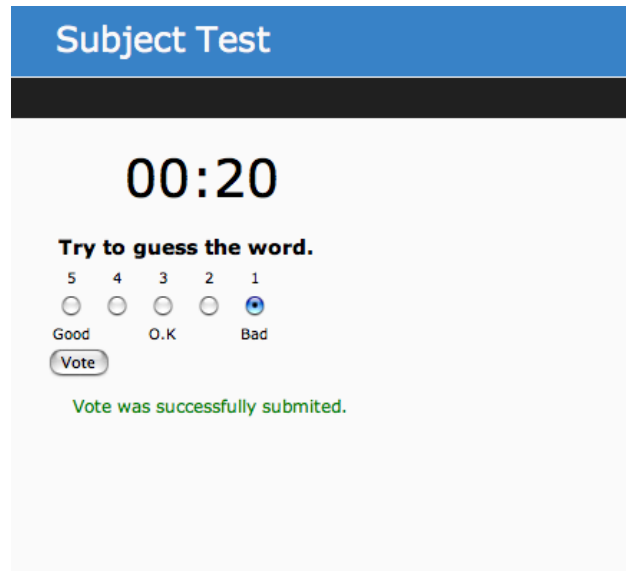 Subject Test
00:20
Try to guess the word.
5 4 3 2 1
Good O.K Bad
Vote
Vote was successfully submited.